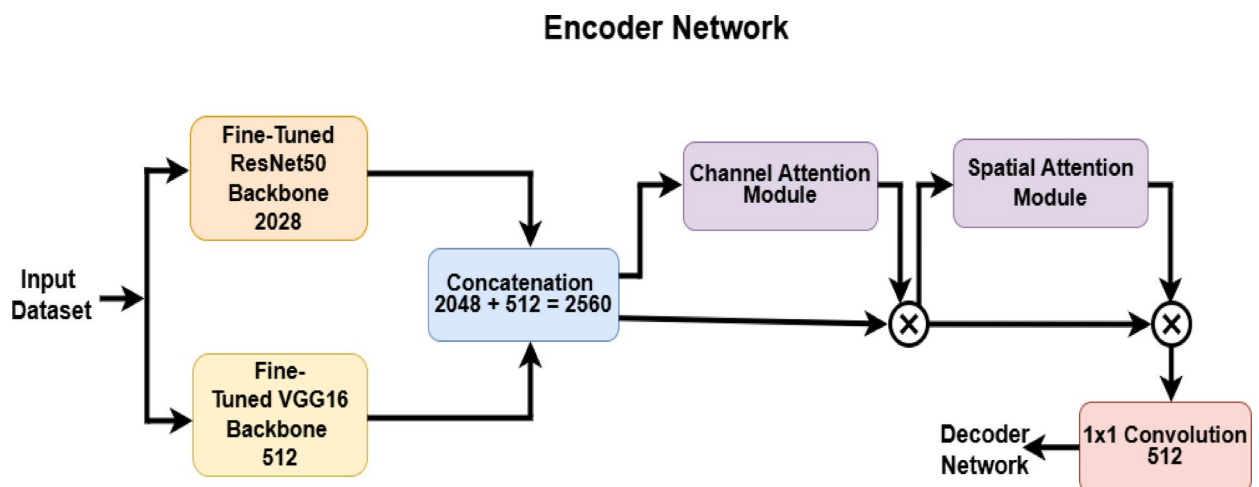 Encoder Network
Fine-Tuned
ResNet50
Backbone
2028
Input
Dataset
Fine-
Tuned VGG16
Backbone
512
Concatenation
2048 + 512 = 2560
Channel Attention
Module
Spatial Attention
Module
×
×
1x1 Convolution
512
Decoder
Network